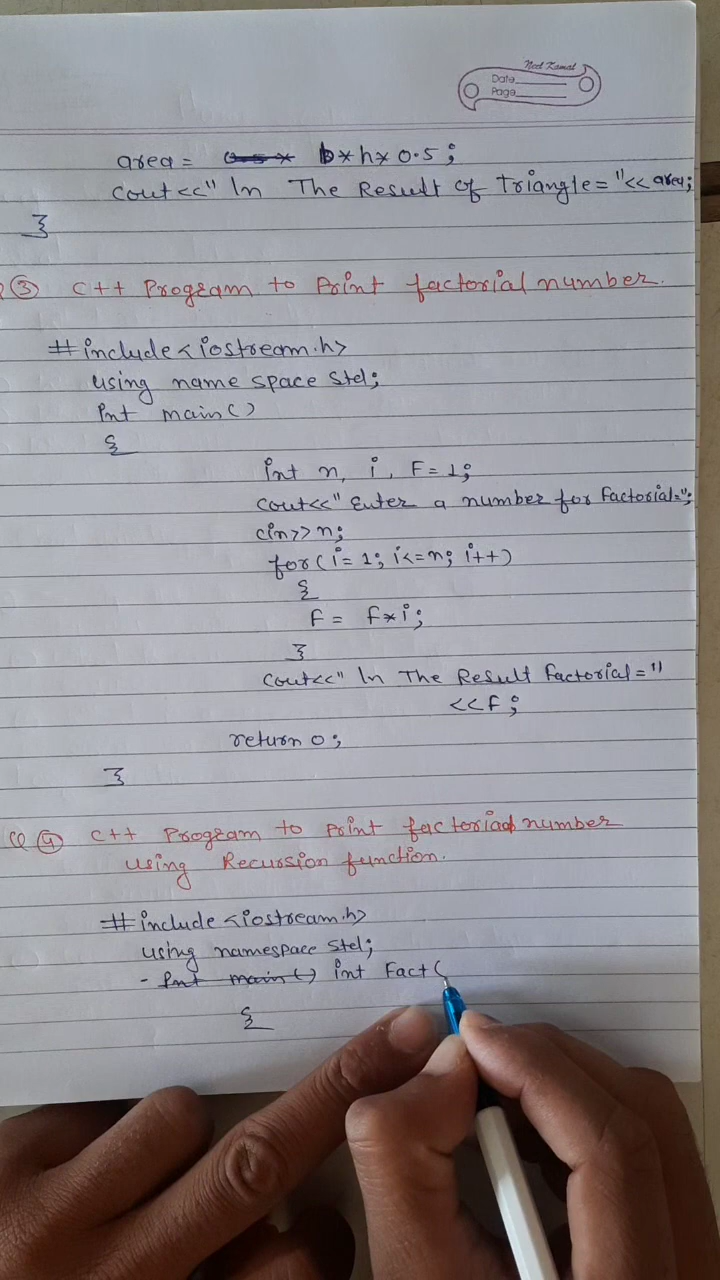 Neel Kamal
Date
Page
area = b*h*0.5;
cout<<" In The Result of Triangle="<<area;
}
③ C++ Program to Print factorial number.
#include<iostream.h>
using name space std;
int main()
{
int n, i, F=1;
cout<<" Enter a number for Factorial=";
cin>>n;
for(i=1; i<=n; i++)
{
F = F*i;
}
cout<<" In The Result Factorial="
<<F;
return 0;
}
Q ④ C++ Program to Print factorial number
using Recursion function.
#include<iostream.h>
using namespace std;
- int main() int Fact(
{